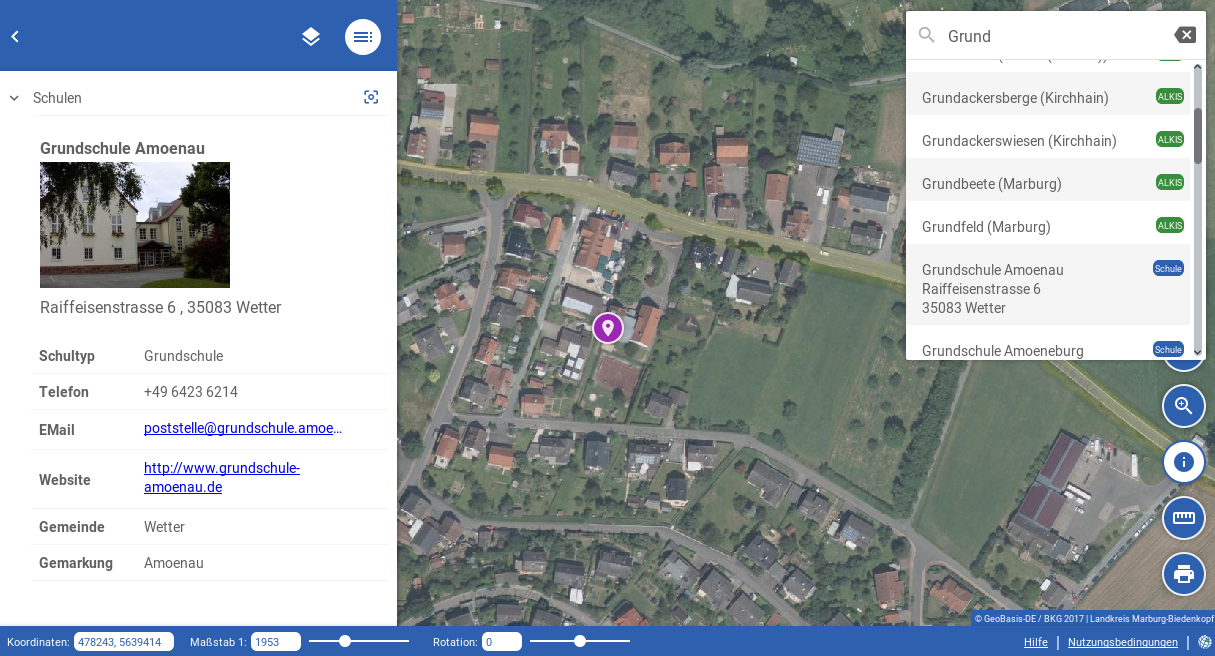 Schulen
Grundschule Amoenau
Raiffeisenstrasse 6 , 35083 Wetter
Schultyp Grundschule
Telefon +49 6423 6214
EMail poststelle@grundschule.amoe...
Website http://www.grundschule-
amoenau.de
Gemeinde Wetter
Gemarkung Amoenau
Grund
Grundackersberge (Kirchhain) ALKIS
Grundackerswiesen (Kirchhain) ALKIS
Grundbeete (Marburg) ALKIS
Grundfeld (Marburg) ALKIS
Grundschule Amoenau Schule
Raiffeisenstrasse 6
35083 Wetter
Grundschule Amoeneburg Schule
© GeoBasis-DE / BKG 2017 | Landkreis Marburg-Biedenkopf
Koordinaten: 478243, 5639414 Maßstab 1: 1953 Rotation: 0 Hilfe | Nutzungsbedingungen |